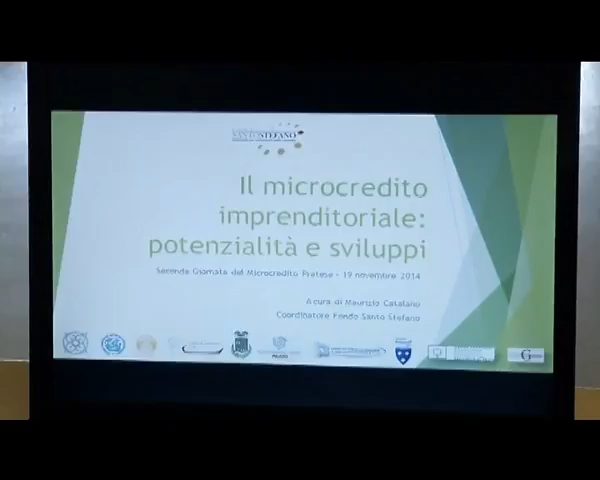 SANTOSTEFANO
Il microcredito
imprenditoriale:
potenzialità e sviluppi
Seconda Giornata del Microcredito Pratese - 19 novembre 2014
A cura di Maurizio Catalano
Coordinatore Fondo Santo Stefano